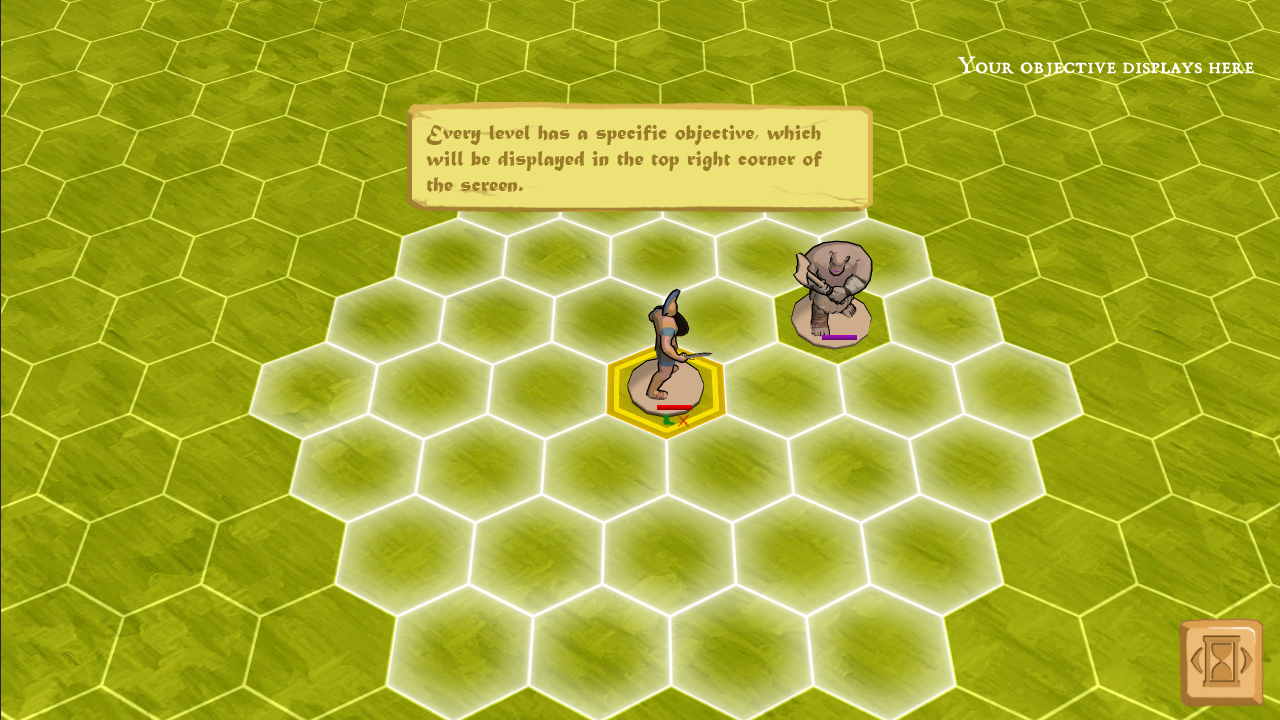 Your objective displays here
Every level has a specific objective, which
will be displayed in the top right corner of
the screen.